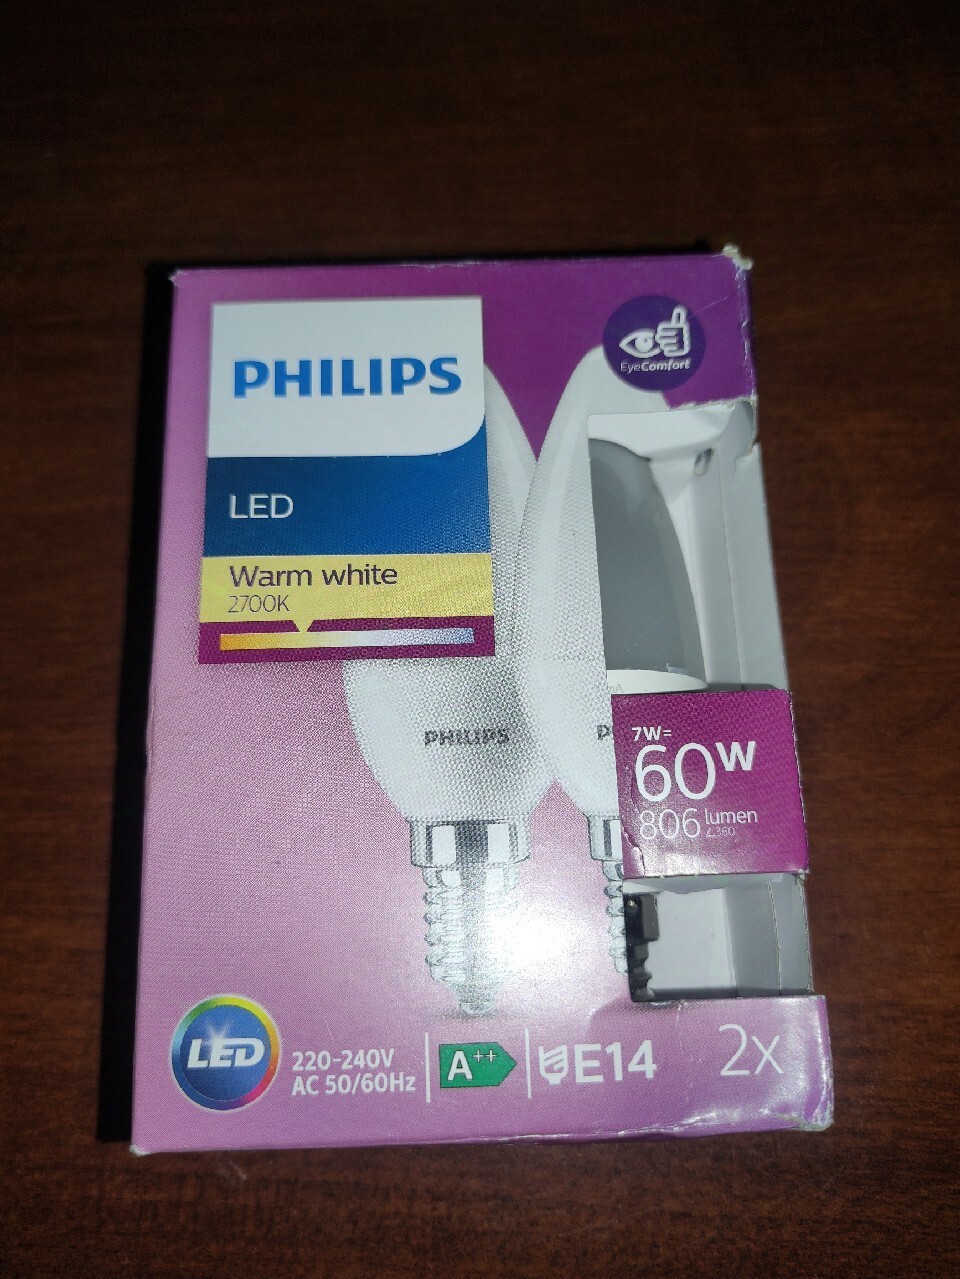 PHILIPS
LED
Warm white
2700K
EyeComfort
PHILIPS
7W=
60W
806 lumen
∠360
LED
220-240V
AC 50/60Hz
A++
E14
2x